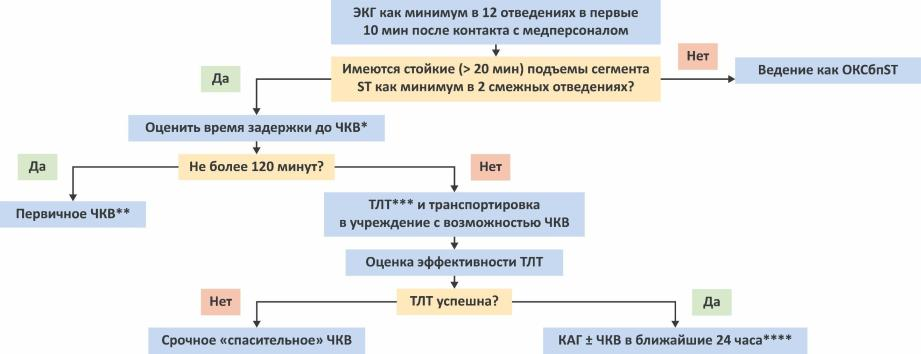 ЭКГ как минимум в 12 отведениях в первые
10 мин после контакта с медперсоналом
Нет
Да
Имеются стойкие (> 20 мин) подъемы сегмента
ST как минимум в 2 смежных отведениях?
Ведение как ОКСбпST
Оценить время задержки до ЧКВ*
Да
Не более 120 минут?
Нет
Первичное ЧКВ**
ТЛТ*** и транспортировка
в учреждение с возможностью ЧКВ
Оценка эффективности ТЛТ
Нет
ТЛТ успешна?
Да
Срочное «спасительное» ЧКВ
КАГ ± ЧКВ в ближайшие 24 часа****